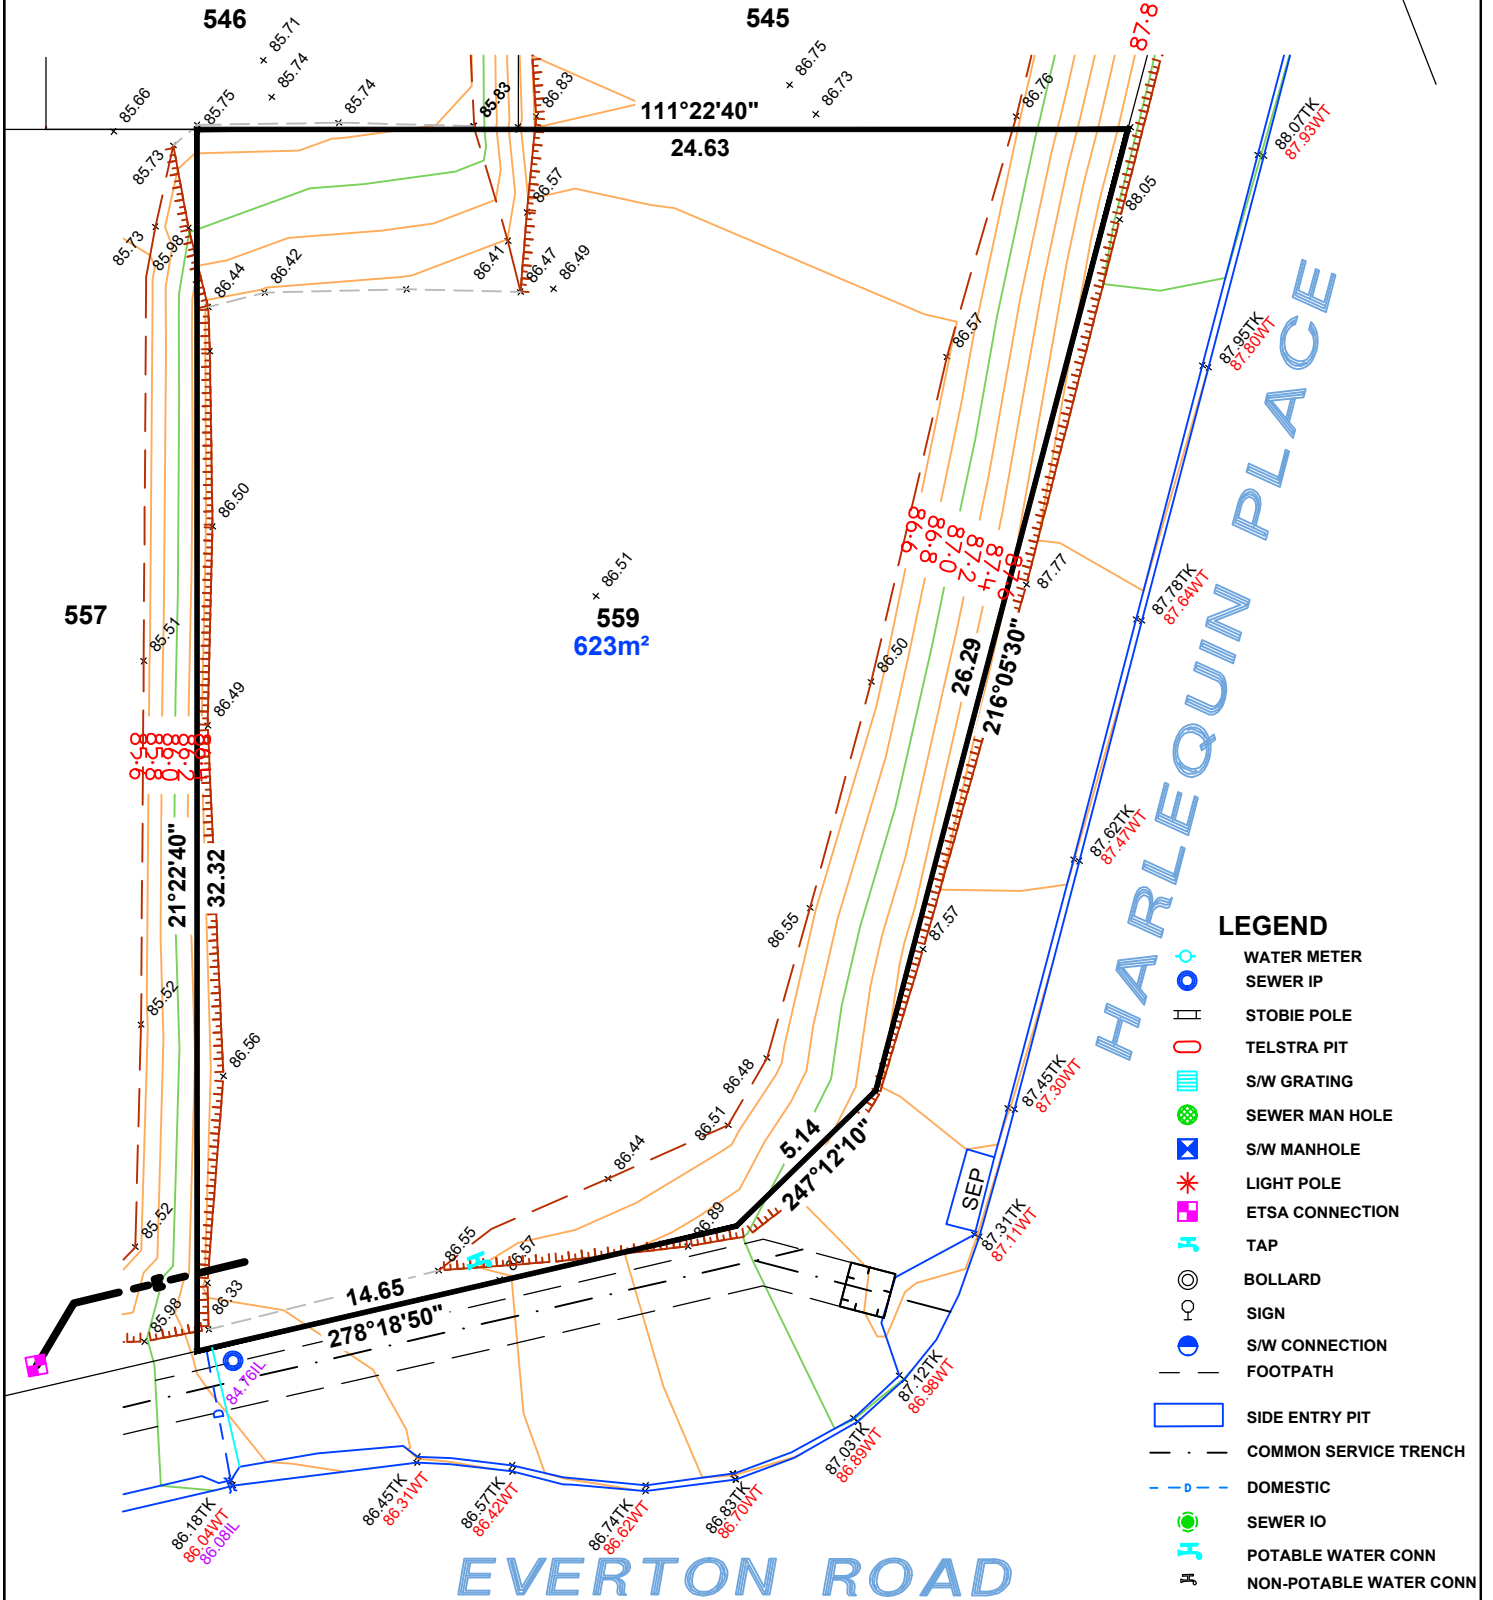 546
545
87.8
+ 85.71
+ 85.74
+ 85.66
85.75
85.74
85.83
86.83
+ 86.75
+ 86.73
86.76
111°22'40"
24.63
88.07TK
87.93WT
85.73
85.73
85.98
86.44
86.42
86.41
86.57
86.47
+ 86.49
88.05
86.57
87.95TK
87.80WT
HARLEQUIN PLACE
86.50
+ 86.51
559
623m²
557
86.6
86.8
87.0
87.2
87.4
87.6
87.77
87.78TK
87.64WT
85.51
86.50
26.29
216°05'30"
86.49
85.6
85.8
86.0
86.2
21°22'40"
32.32
87.62TK
87.47WT
86.55
87.57
85.52
86.56
86.48
86.51
86.44
5.14
247°12'10"
87.45TK
87.30WT
SEP
85.52
86.55
86.57
86.89
87.31TK
87.11WT
85.98
86.33
14.65
278°18'50"
84.76IL
D
87.12TK
86.98WT
87.03TK
86.89WT
86.18TK
86.04WT
86.08IL
86.45TK
86.31WT
86.57TK
86.42WT
86.74TK
86.62WT
86.83TK
86.70WT
EVERTON ROAD
LEGEND
WATER METER
SEWER IP
STOBIE POLE
TELSTRA PIT
S/W GRATING
SEWER MAN HOLE
S/W MANHOLE
LIGHT POLE
ETSA CONNECTION
TAP
BOLLARD
SIGN
S/W CONNECTION
FOOTPATH
SIDE ENTRY PIT
COMMON SERVICE TRENCH
D DOMESTIC
SEWER IO
POTABLE WATER CONN
NON-POTABLE WATER CONN